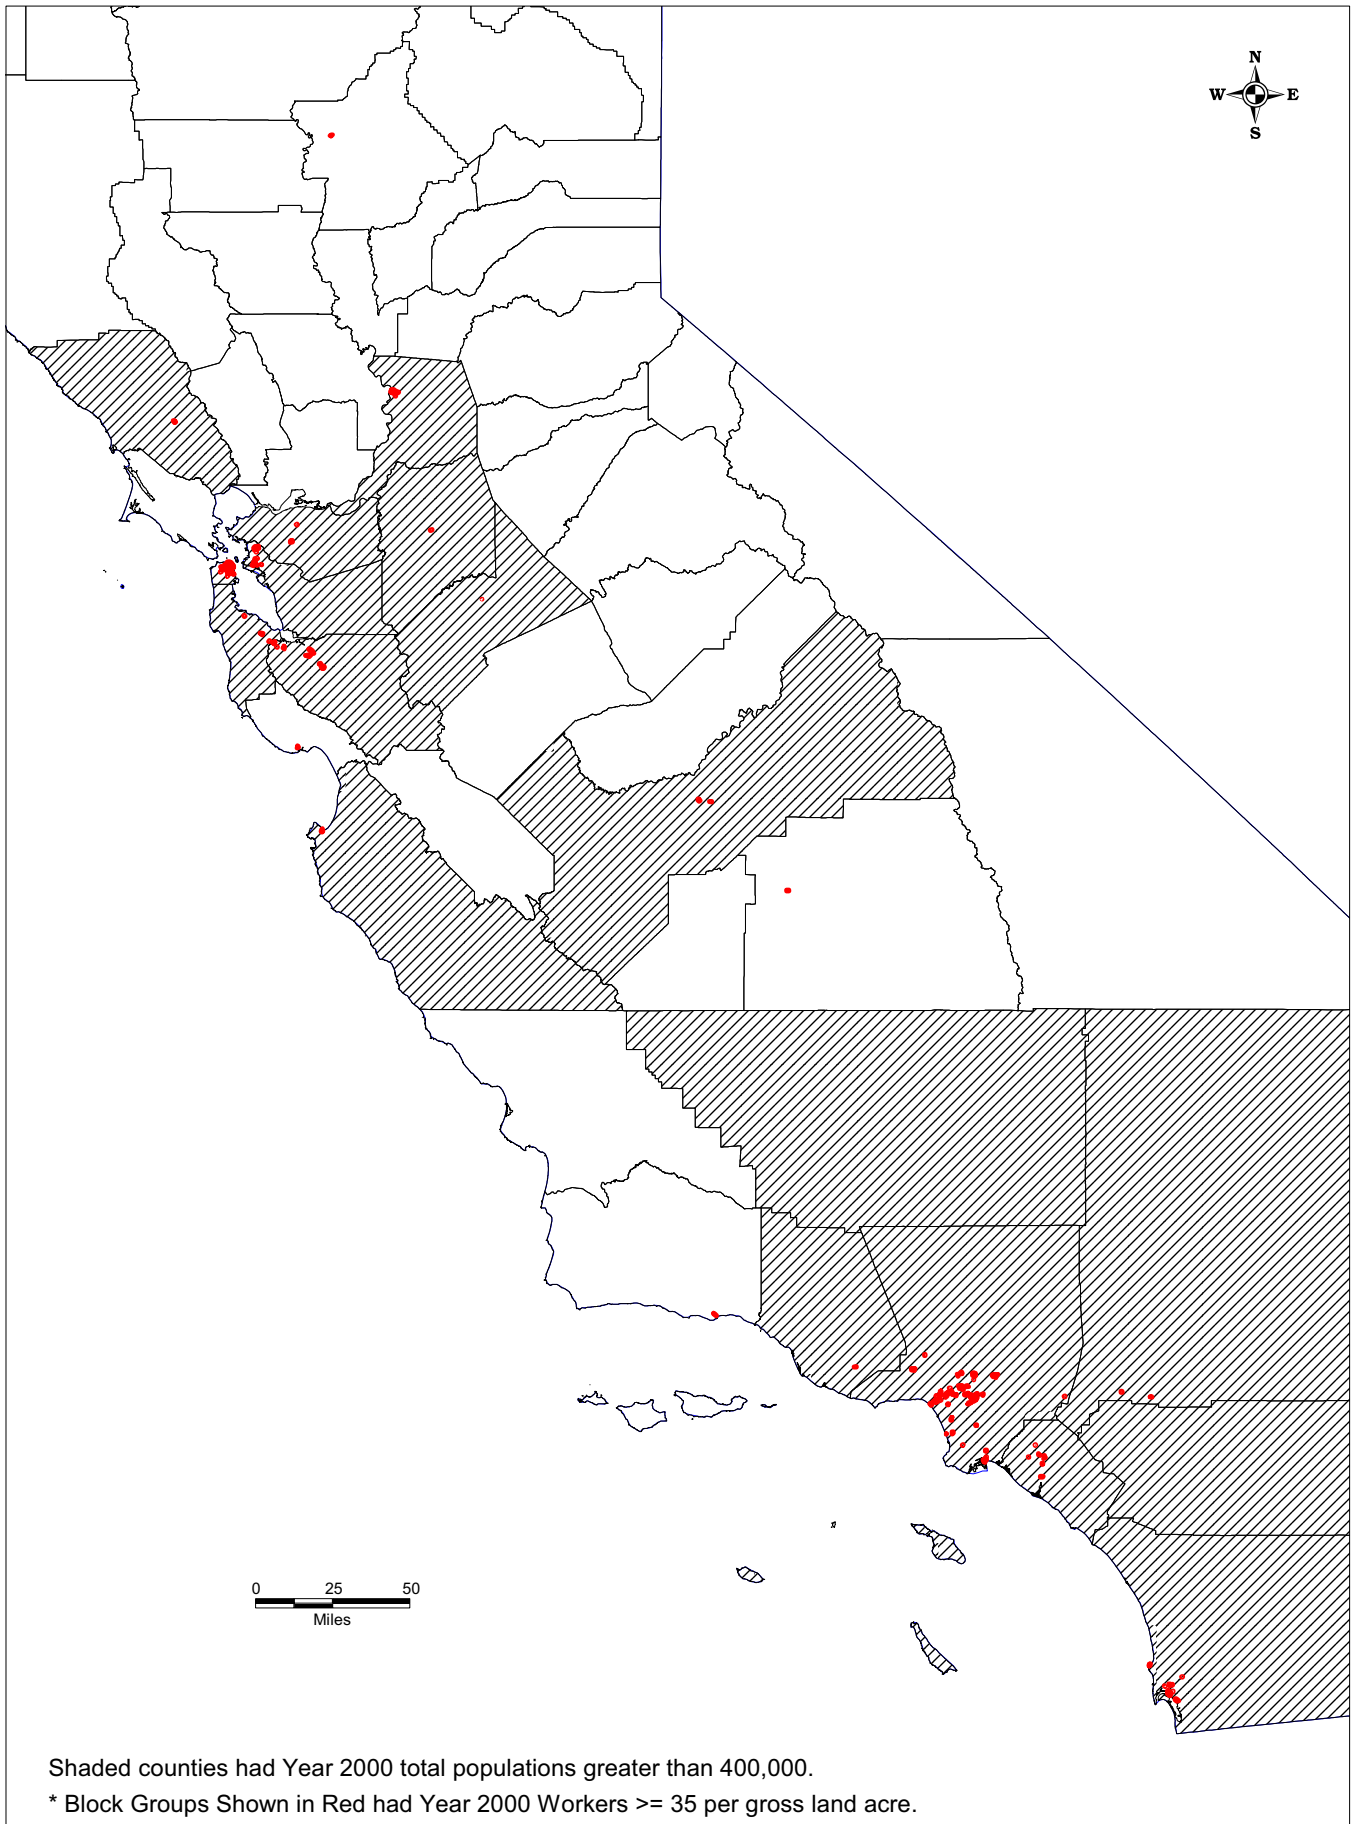 N
W E
S
0 25 50
Miles
Shaded counties had Year 2000 total populations greater than 400,000.
* Block Groups Shown in Red had Year 2000 Workers >= 35 per gross land acre.